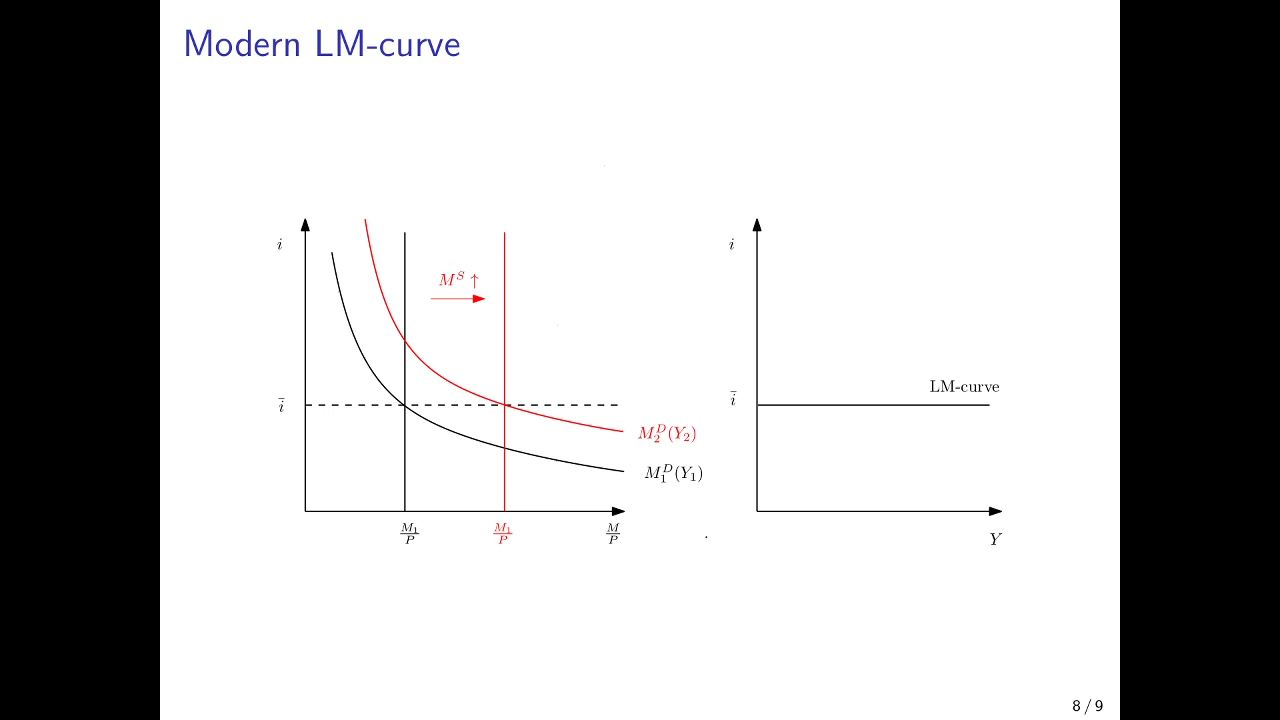 Modern LM-curve
i
M^S ↑
ī
M_2^D(Y_2)
M_1^D(Y_1)
M_1/P
M_1/P
M/P
i
LM-curve
ī
Y
8 / 9